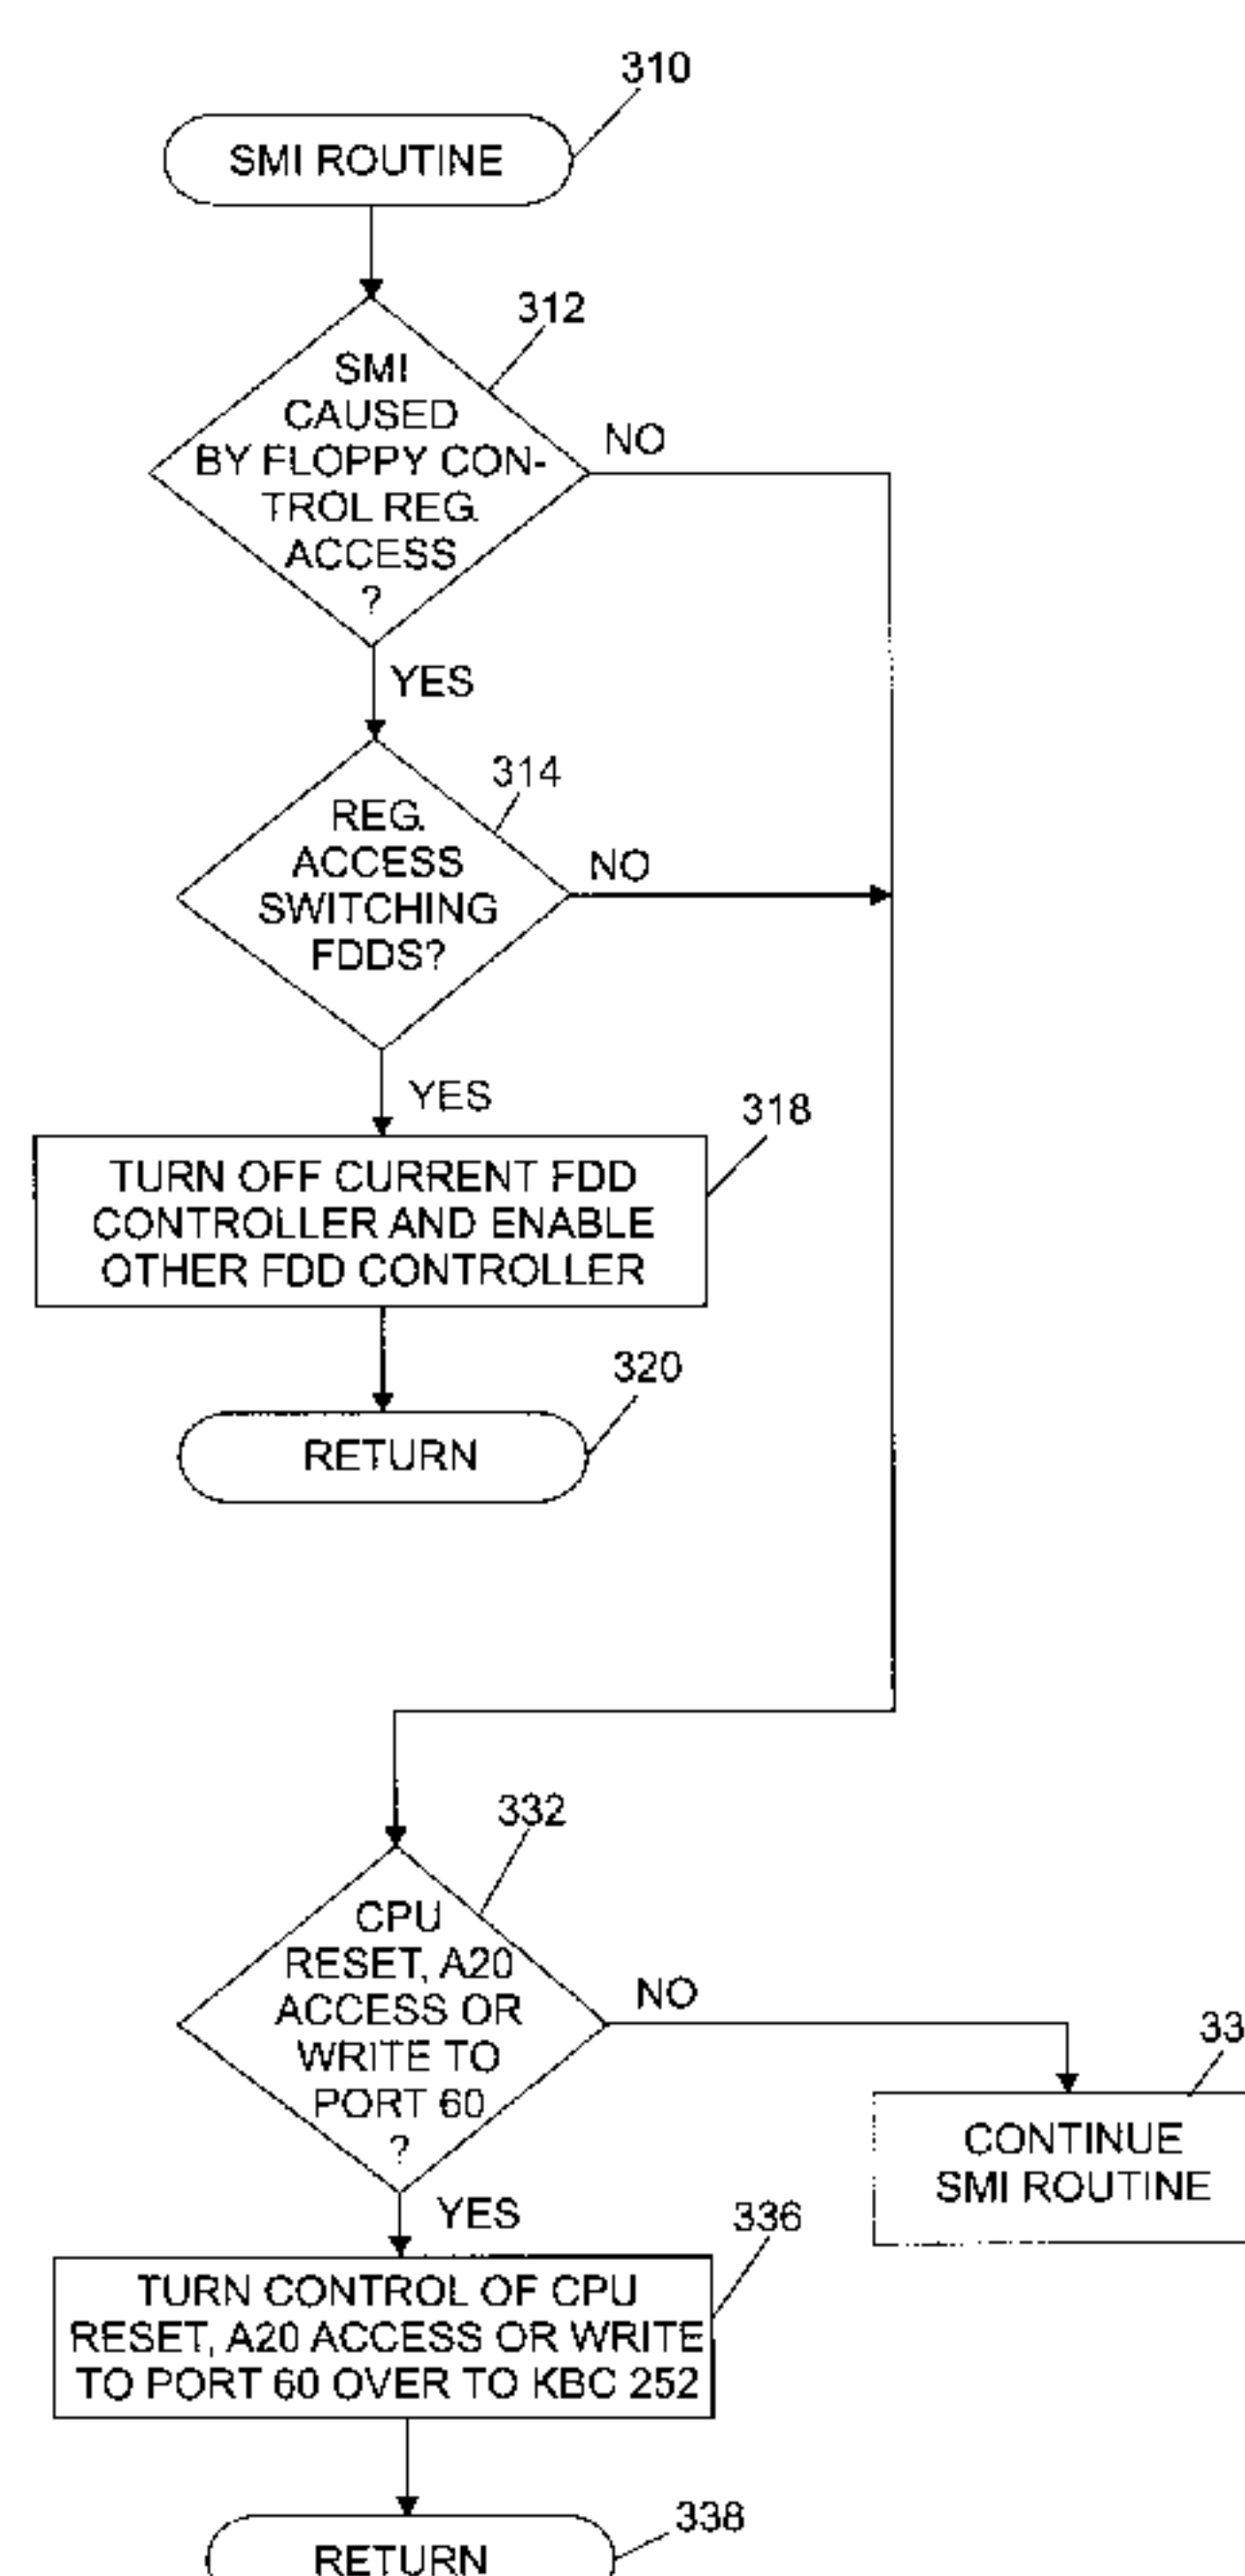 310
SMI ROUTINE
312
SMI
CAUSED
BY FLOPPY CON-
TROL REG.
ACCESS
?
NO
YES
314
REG.
ACCESS
SWITCHING
FDDS?
NO
YES
318
TURN OFF CURRENT FDD
CONTROLLER AND ENABLE
OTHER FDD CONTROLLER
320
RETURN
332
CPU
RESET, A20
ACCESS OR
WRITE TO
PORT 60
?
NO
33
CONTINUE
SMI ROUTINE
YES
336
TURN CONTROL OF CPU
RESET, A20 ACCESS OR WRITE
TO PORT 60 OVER TO KBC 252
338
RETURN